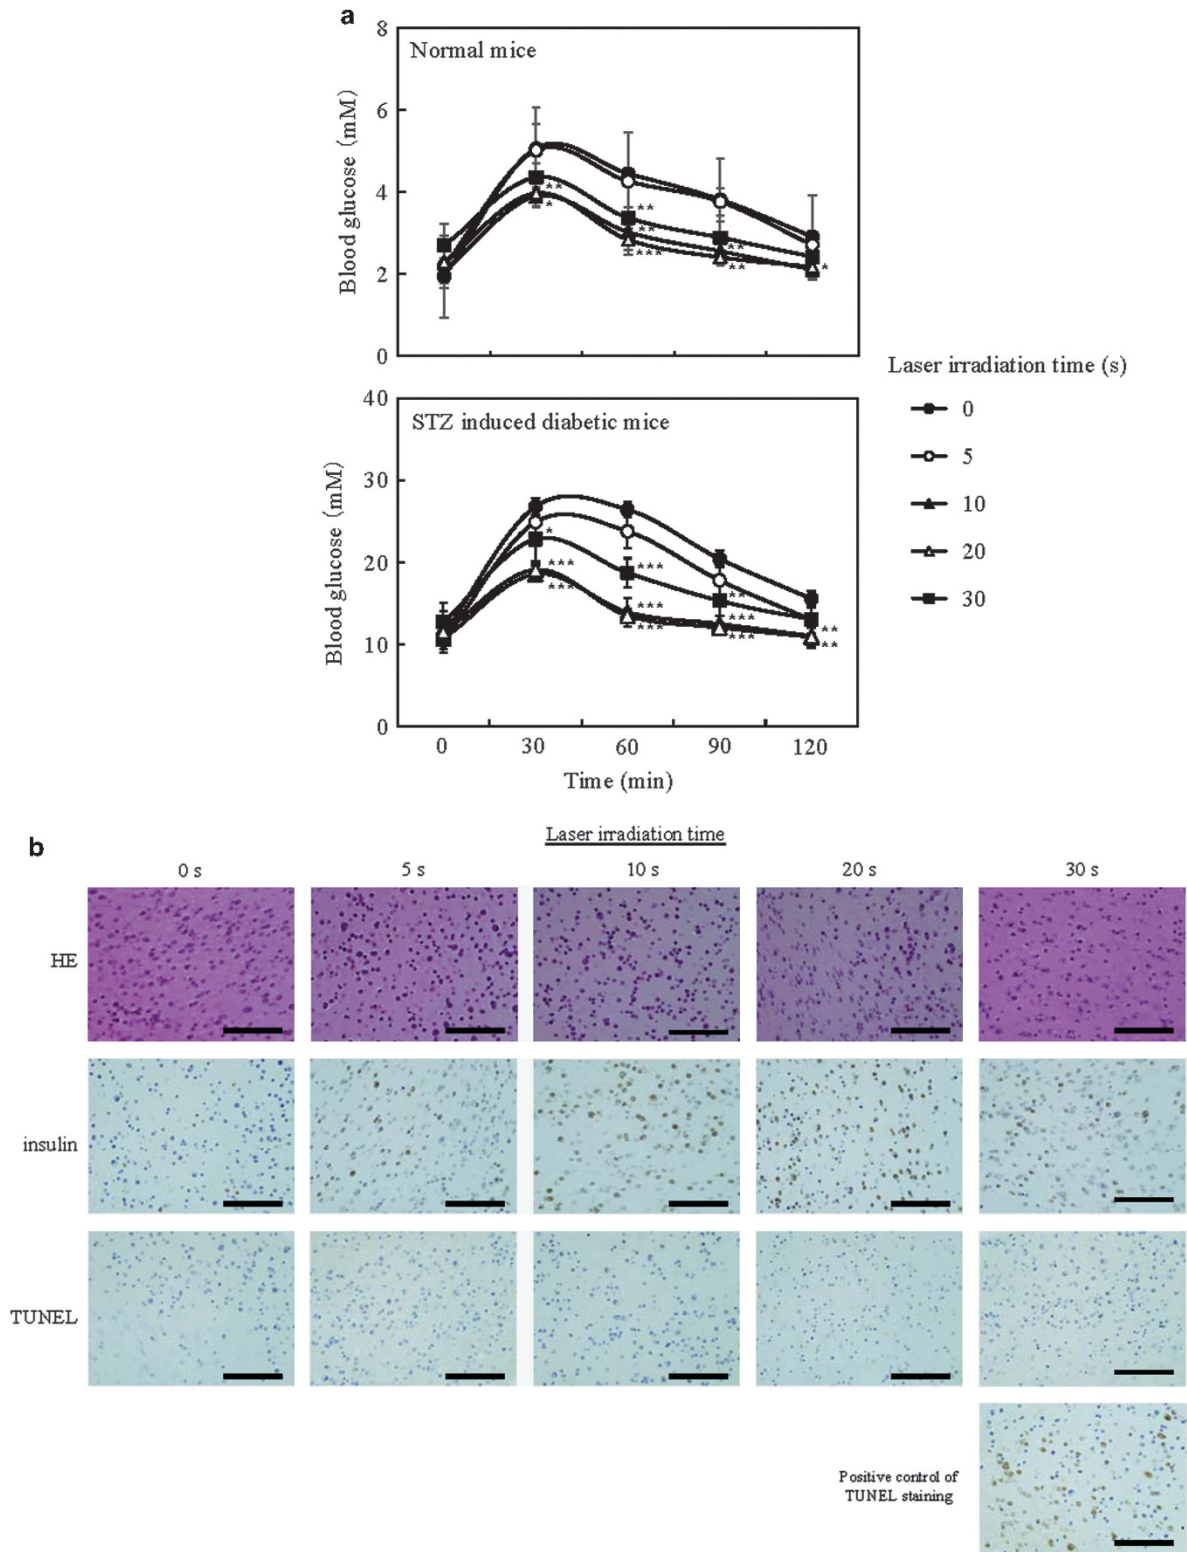 a
8
Normal mice
6
Blood glucose (mM)
4
**
*
**
**
***
**
**
*
2
0
Laser irradiation time (s)
0
5
10
20
30
40
STZ induced diabetic mice
30
Blood glucose (mM)
*
***
***
20
***
***
***
**
***
***
**
**
10
0
0 30 60 90 120
Time (min)
b
Laser irradiation time
0 s 5 s 10 s 20 s 30 s
HE
insulin
TUNEL
Positive control of
TUNEL staining